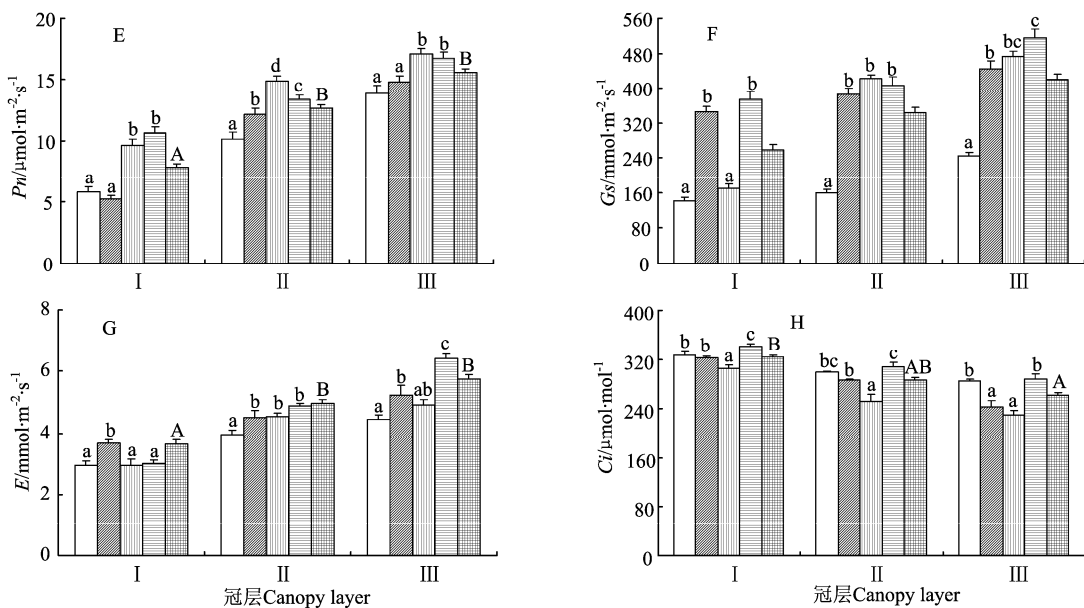 E
Pn/μmol·m⁻²·s⁻¹
20
15
10
5
0
a a b b A
a b d c B
a a b b B
Ⅰ Ⅱ Ⅲ
F
Gs/mmol·m⁻²·s⁻¹
560
480
400
320
240
160
80
0
a b a b
a b b b
a b bc c
Ⅰ Ⅱ Ⅲ
G
E/mmol·m⁻²·s⁻¹
8
6
4
2
0
a b a a A
a b b b B
a b ab c B
Ⅰ Ⅱ Ⅲ
冠层Canopy layer
H
Ci/μmol·mol⁻¹
400
320
240
160
80
0
b b a c B
bc b a c AB
b a a b A
Ⅰ Ⅱ Ⅲ
冠层Canopy layer